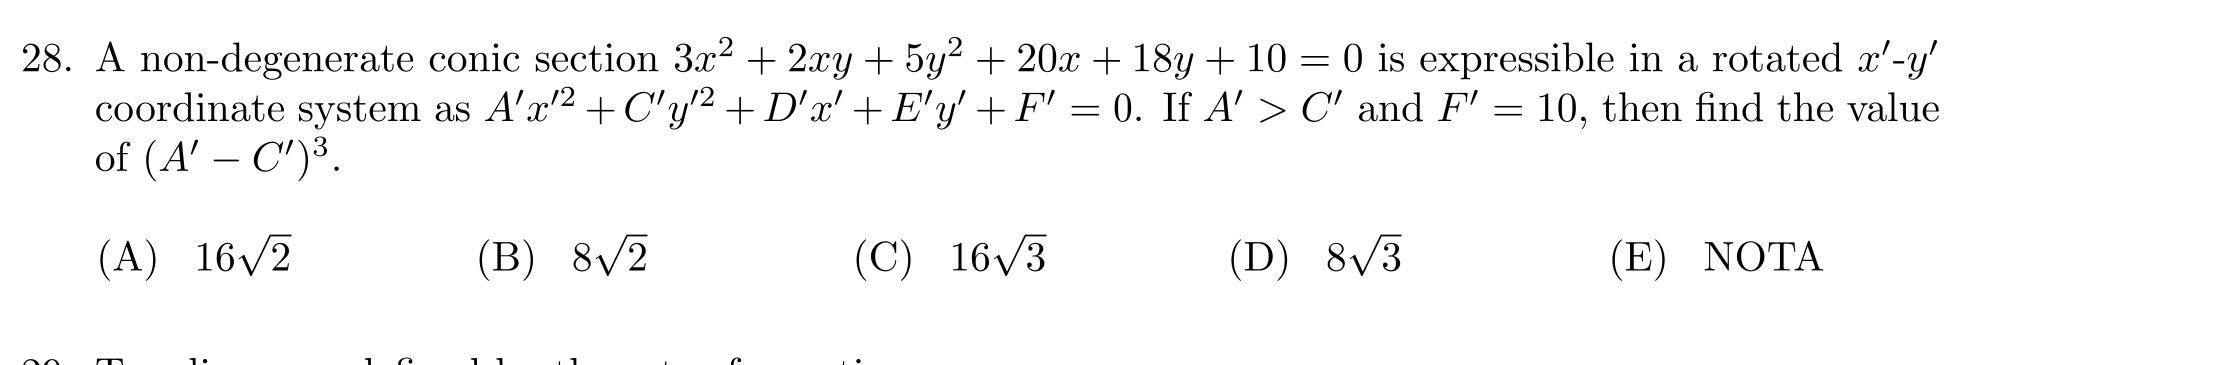 28. A non-degenerate conic section 3x² + 2xy + 5y² + 20x + 18y + 10 = 0 is expressible in a rotated x′-y′
coordinate system as A′x′² + C′y′² + D′x′ + E′y′ + F′ = 0. If A′ > C′ and F′ = 10, then find the value
of (A′ − C′)³.
(A) 16√2 (B) 8√2 (C) 16√3 (D) 8√3 (E) NOTA